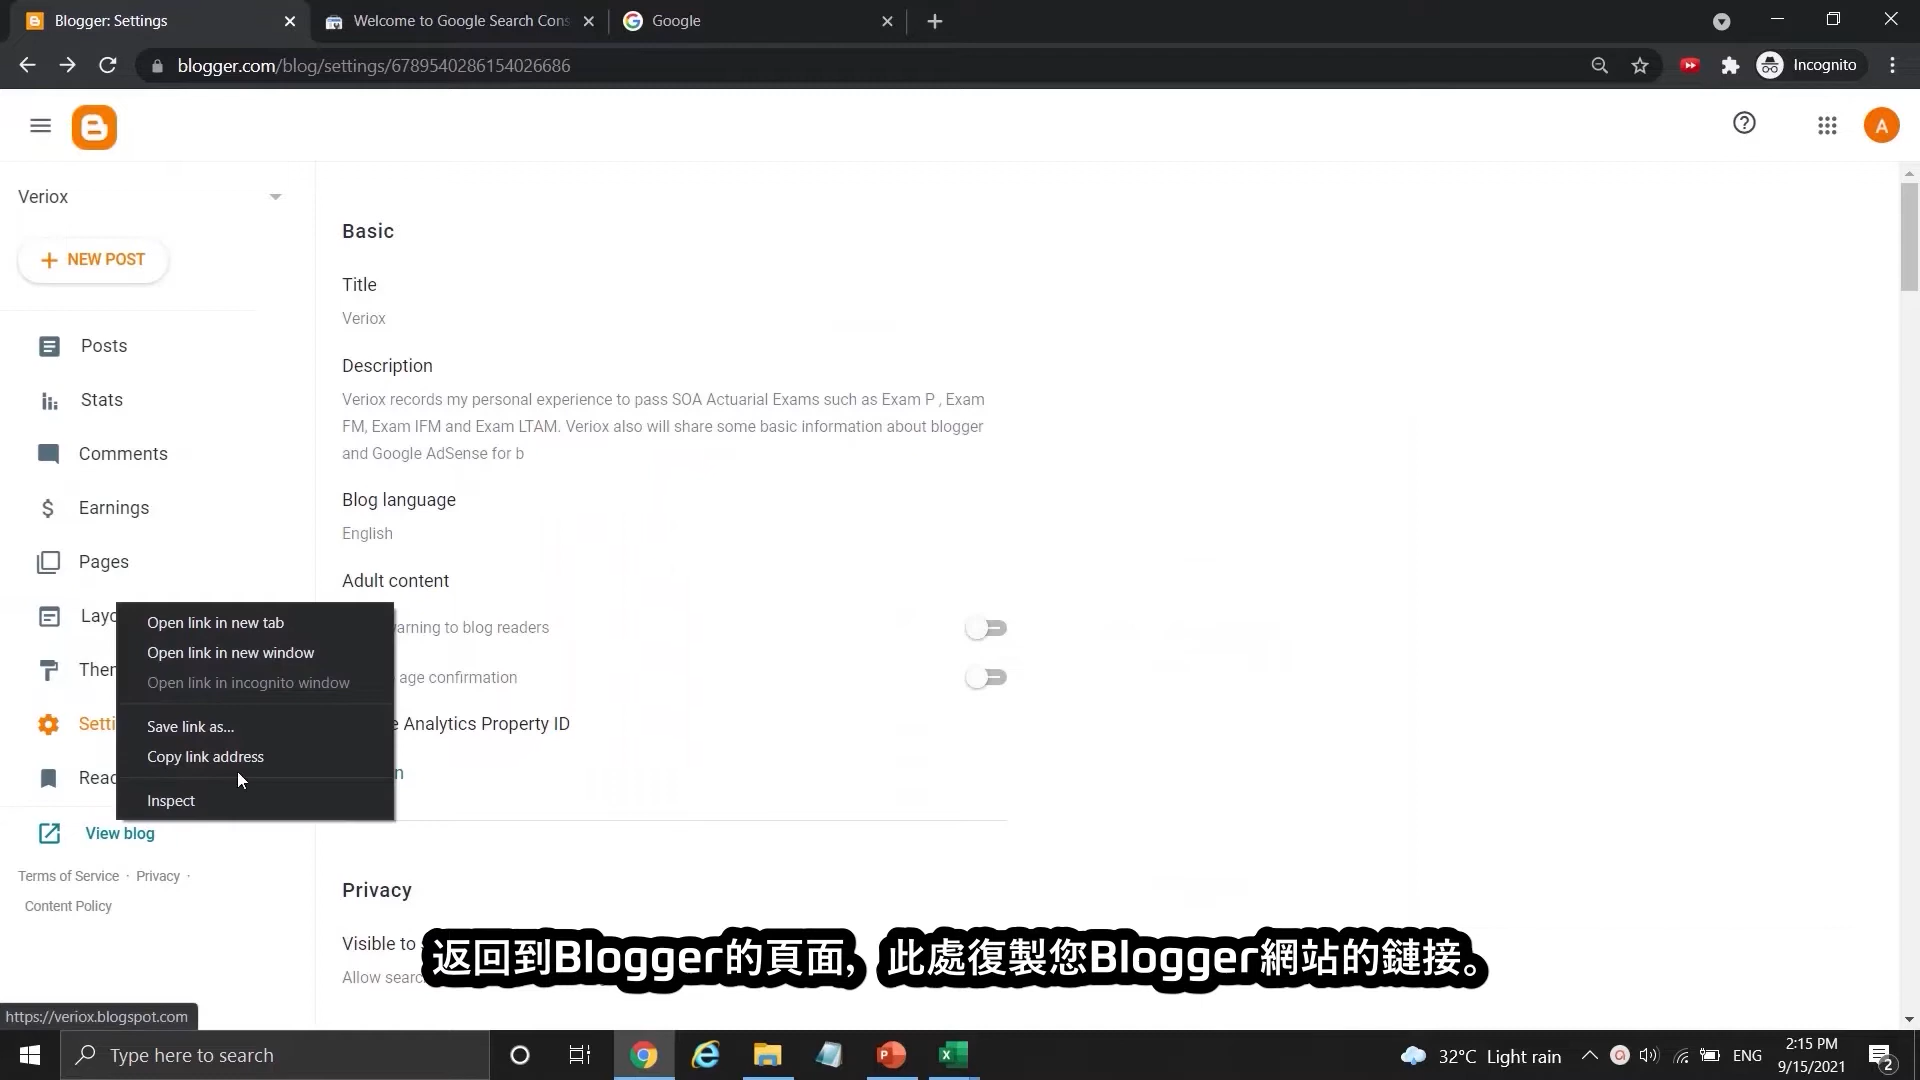 Blogger: Settings
Welcome to Google Search Cons
Google
blogger.com/blog/settings/6789540286154026686
Incognito
A
Veriox
NEW POST
Posts
Stats
Comments
Earnings
Pages
Layo
Ther
Setti
Reac
View blog
Terms of Service · Privacy ·
Content Policy
Open link in new tab
Open link in new window
Open link in incognito window
Save link as...
Copy link address
Inspect
Basic
Title
Veriox
Description
Veriox records my personal experience to pass SOA Actuarial Exams such as Exam P , Exam
FM, Exam IFM and Exam LTAM. Veriox also will share some basic information about blogger
and Google AdSense for b
Blog language
English
Adult content
arning to blog readers
age confirmation
e Analytics Property ID
n
Privacy
Visible to
Allow searc
返回到Blogger的頁面, 此處復製您Blogger網站的鏈接。
https://veriox.blogspot.com
Type here to search
32°C Light rain
ENG
2:15 PM
9/15/2021
2